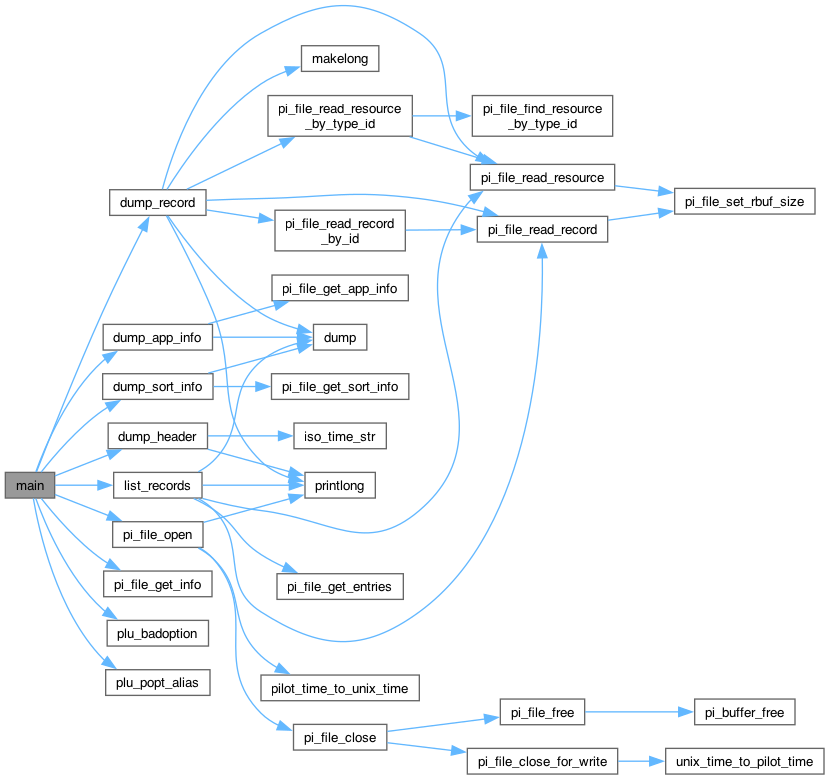 makelong
pi_file_read_resource
_by_type_id
pi_file_find_resource
_by_type_id
pi_file_read_resource
dump_record
pi_file_set_rbuf_size
pi_file_read_record
_by_id
pi_file_read_record
pi_file_get_app_info
dump_app_info
dump
dump_sort_info
pi_file_get_sort_info
dump_header
iso_time_str
main
list_records
printlong
pi_file_open
pi_file_get_info
pi_file_get_entries
plu_badoption
plu_popt_alias
pilot_time_to_unix_time
pi_file_free
pi_buffer_free
pi_file_close
pi_file_close_for_write
unix_time_to_pilot_time